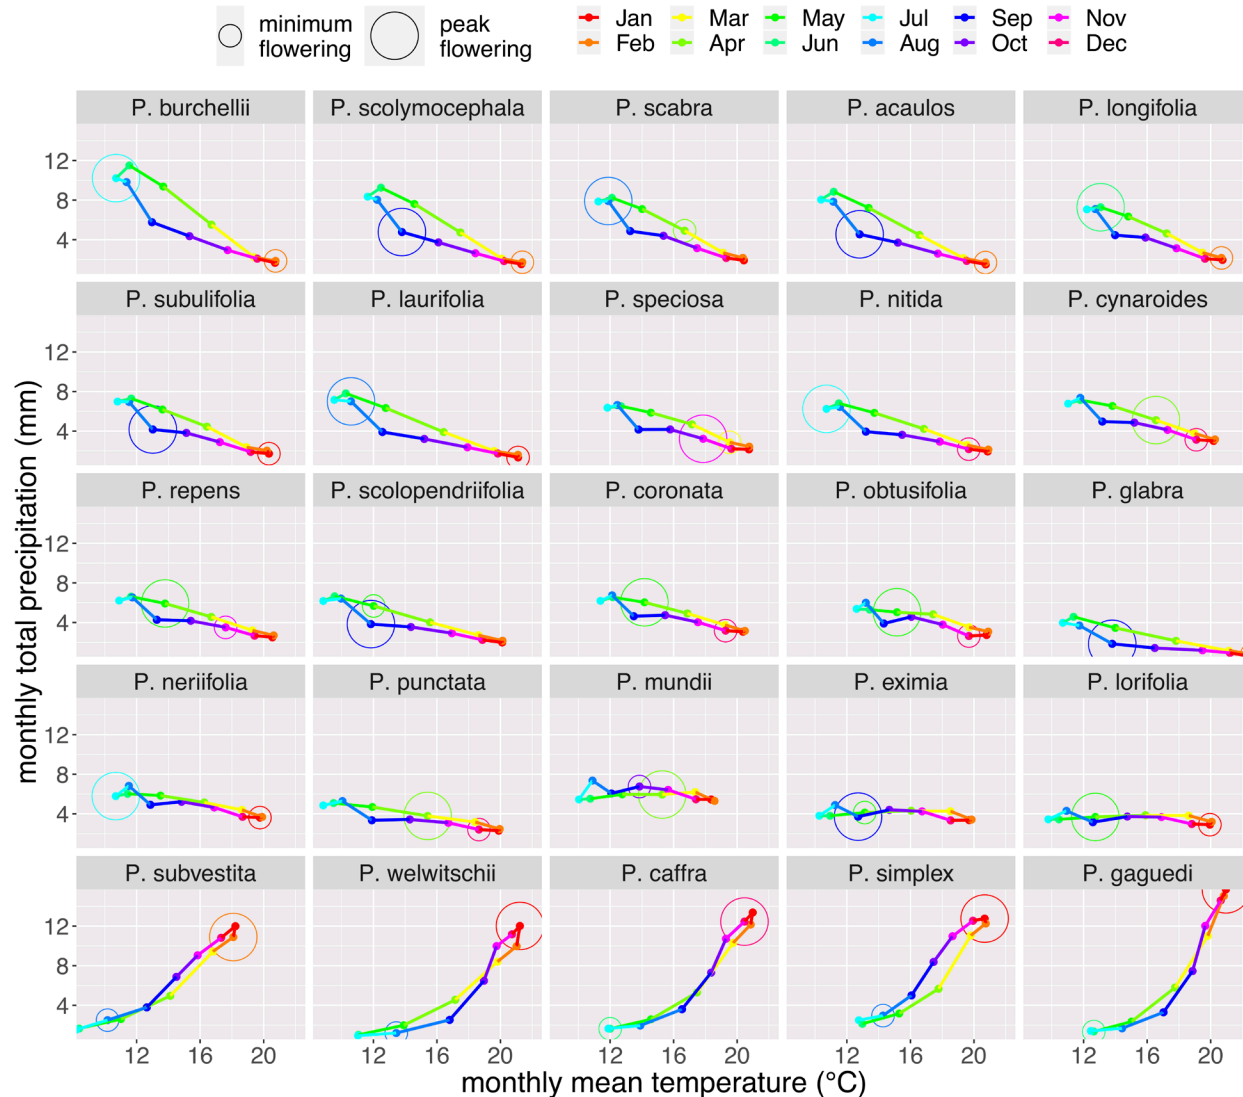 minimum flowering
peak flowering
Jan Mar May Jul Sep Nov
Feb Apr Jun Aug Oct Dec
P. burchellii P. scolymocephala P. scabra P. acaulos P. longifolia
12
8
4
P. subulifolia P. laurifolia P. speciosa P. nitida P. cynaroides
12
8
4
P. repens P. scolopendriifolia P. coronata P. obtusifolia P. glabra
12
8
4
P. neriifolia P. punctata P. mundii P. eximia P. lorifolia
12
8
4
P. subvestita P. welwitschii P. caffra P. simplex P. gaguedi
12
8
4
12 16 20 12 16 20 12 16 20 12 16 20 12 16 20
monthly total precipitation (mm)
monthly mean temperature (°C)